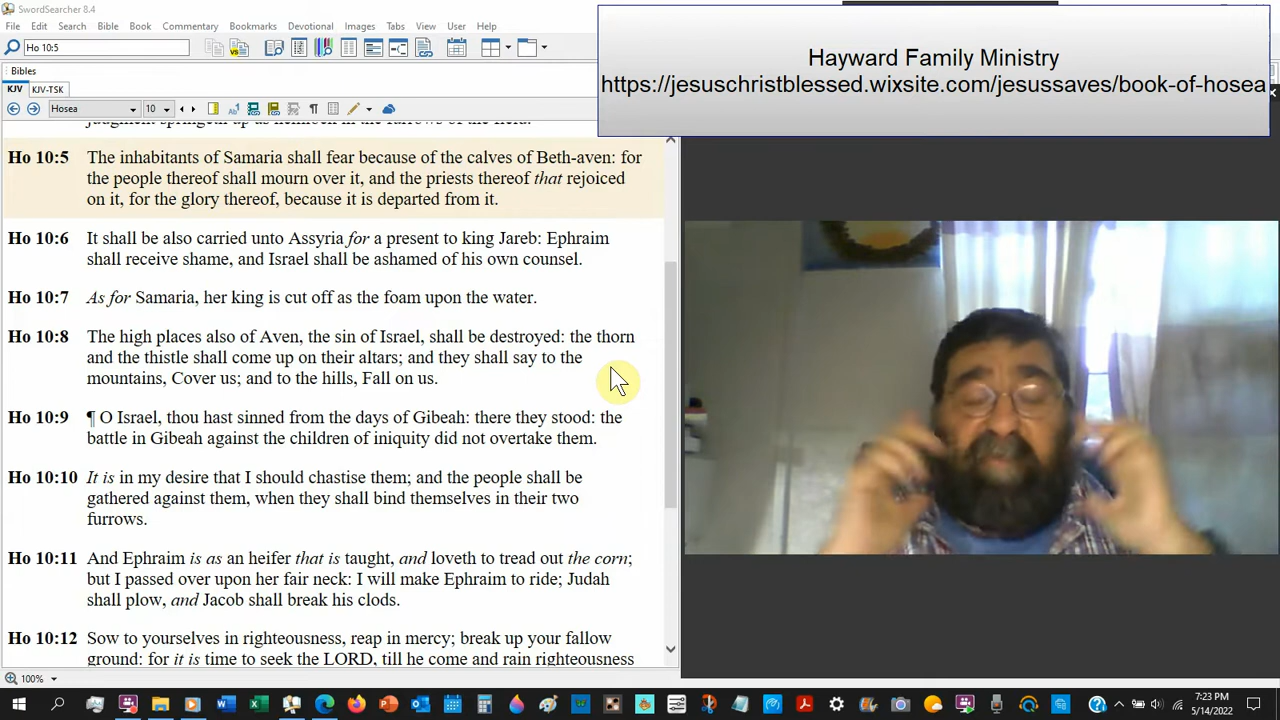 SwordSearcher 8.4
File Edit Search Bible Book Commentary Bookmarks Devotional Images Tabs View User Help
Ho 10:5
Bibles
KJV KJV-TSK
Hosea 10
Hayward Family Ministry
https://jesuschristblessed.wixsite.com/jesussaves/book-of-hosea
judgment springeth up as hemlock in the furrows of the field.
Ho 10:5 The inhabitants of Samaria shall fear because of the calves of Beth-aven: for
the people thereof shall mourn over it, and the priests thereof that rejoiced
on it, for the glory thereof, because it is departed from it.
Ho 10:6 It shall be also carried unto Assyria for a present to king Jareb: Ephraim
shall receive shame, and Israel shall be ashamed of his own counsel.
Ho 10:7 As for Samaria, her king is cut off as the foam upon the water.
Ho 10:8 The high places also of Aven, the sin of Israel, shall be destroyed: the thorn
and the thistle shall come up on their altars; and they shall say to the
mountains, Cover us; and to the hills, Fall on us.
Ho 10:9 ¶ O Israel, thou hast sinned from the days of Gibeah: there they stood: the
battle in Gibeah against the children of iniquity did not overtake them.
Ho 10:10 It is in my desire that I should chastise them; and the people shall be
gathered against them, when they shall bind themselves in their two
furrows.
Ho 10:11 And Ephraim is as an heifer that is taught, and loveth to tread out the corn;
but I passed over upon her fair neck: I will make Ephraim to ride; Judah
shall plow, and Jacob shall break his clods.
Ho 10:12 Sow to yourselves in righteousness, reap in mercy; break up your fallow
ground: for it is time to seek the LORD, till he come and rain righteousness
100%
7:23 PM
5/14/2022